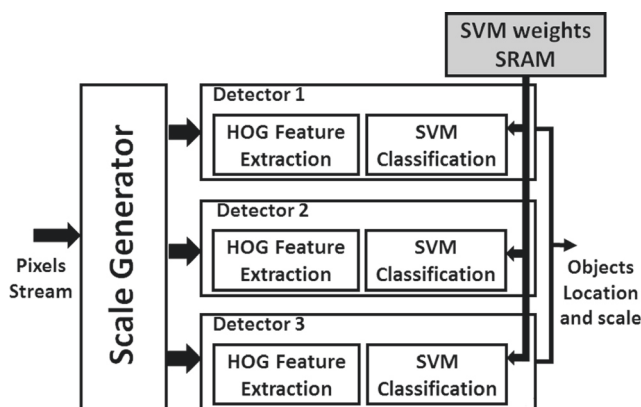 SVM weights
SRAM
Scale Generator
Pixels
Stream
Detector 1
HOG Feature
Extraction
SVM
Classification
Detector 2
HOG Feature
Extraction
SVM
Classification
Detector 3
HOG Feature
Extraction
SVM
Classification
Objects
Location
and scale